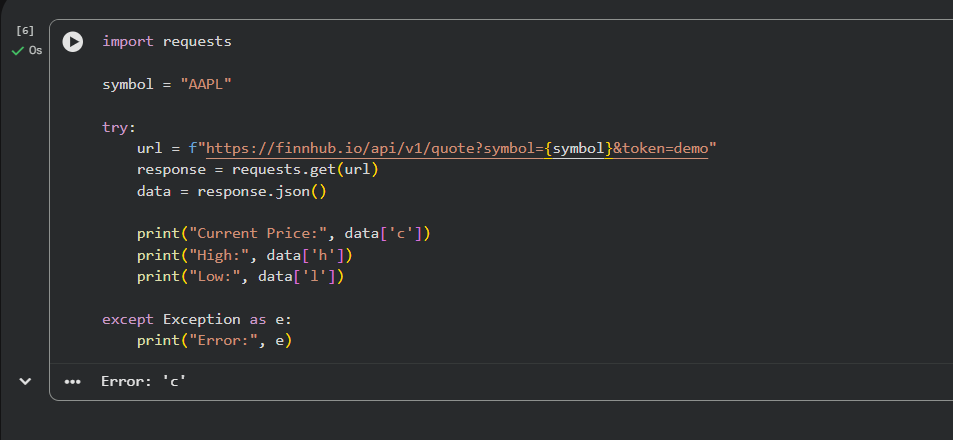 [6]
0s
import requests
symbol = "AAPL"
try:
    url = f"https://finnhub.io/api/v1/quote?symbol={symbol}&token=demo"
    response = requests.get(url)
    data = response.json()
    print("Current Price:", data['c'])
    print("High:", data['h'])
    print("Low:", data['l'])
except Exception as e:
    print("Error:", e)
Error: 'c'